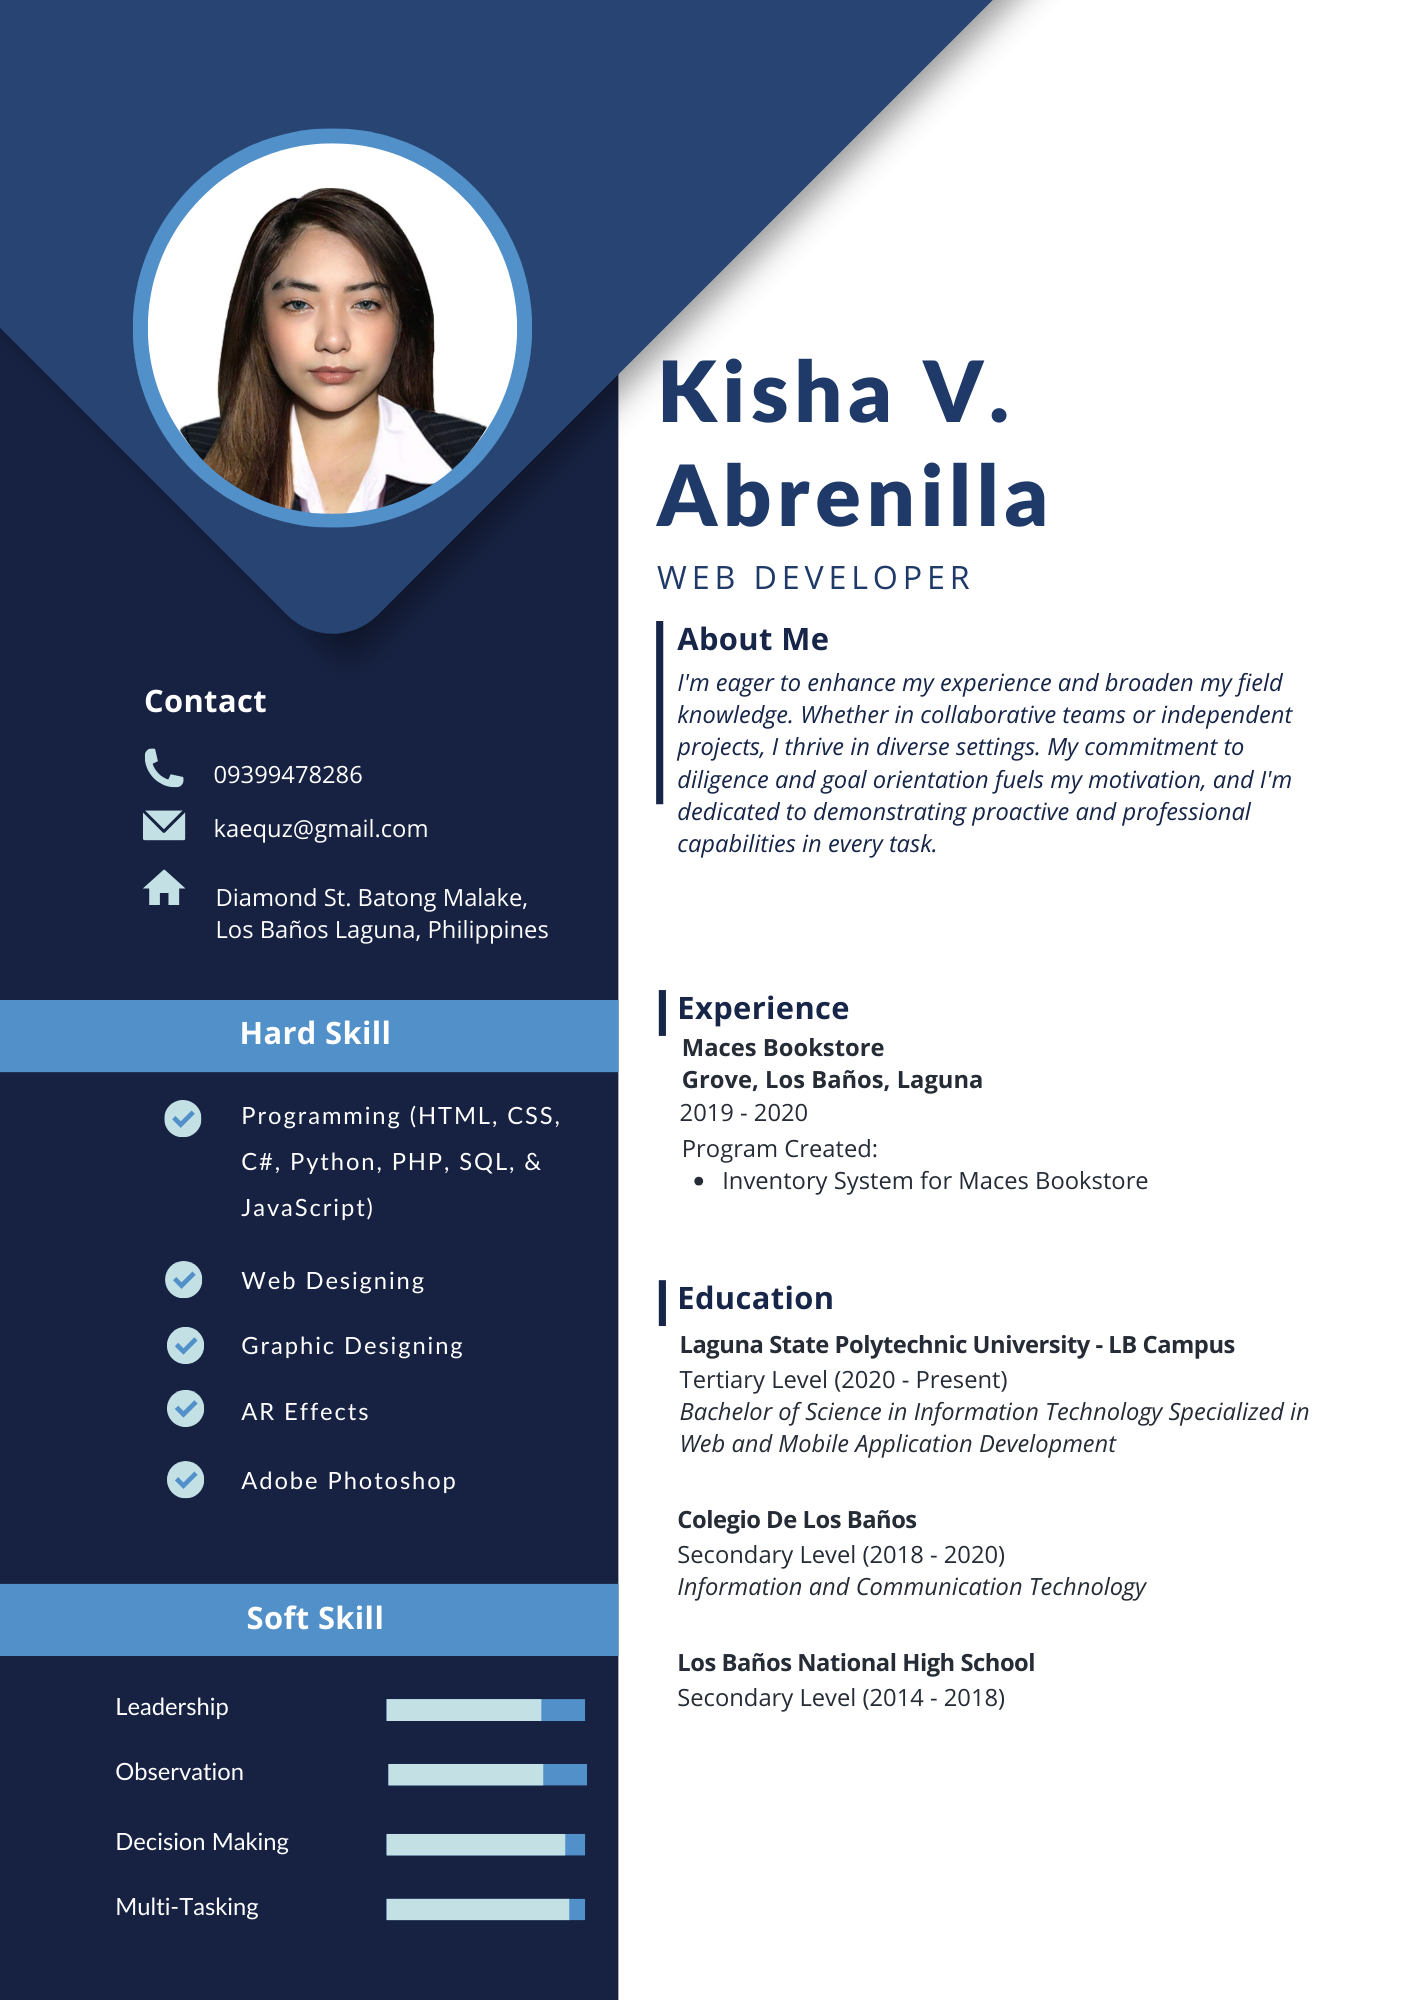 Kisha V.
Abrenilla
WEB DEVELOPER
About Me
I'm eager to enhance my experience and broaden my field
knowledge. Whether in collaborative teams or independent
projects, I thrive in diverse settings. My commitment to
diligence and goal orientation fuels my motivation, and I'm
dedicated to demonstrating proactive and professional
capabilities in every task.
Contact
09399478286
kaequz@gmail.com
Diamond St. Batong Malake,
Los Baños Laguna, Philippines
Hard Skill
Programming (HTML, CSS,
C#, Python, PHP, SQL, &
JavaScript)
Web Designing
Graphic Designing
AR Effects
Adobe Photoshop
Soft Skill
Leadership
Observation
Decision Making
Multi-Tasking
Experience
Maces Bookstore
Grove, Los Baños, Laguna
2019 - 2020
Program Created:
• Inventory System for Maces Bookstore
Education
Laguna State Polytechnic University - LB Campus
Tertiary Level (2020 - Present)
Bachelor of Science in Information Technology Specialized in
Web and Mobile Application Development
Colegio De Los Baños
Secondary Level (2018 - 2020)
Information and Communication Technology
Los Baños National High School
Secondary Level (2014 - 2018)